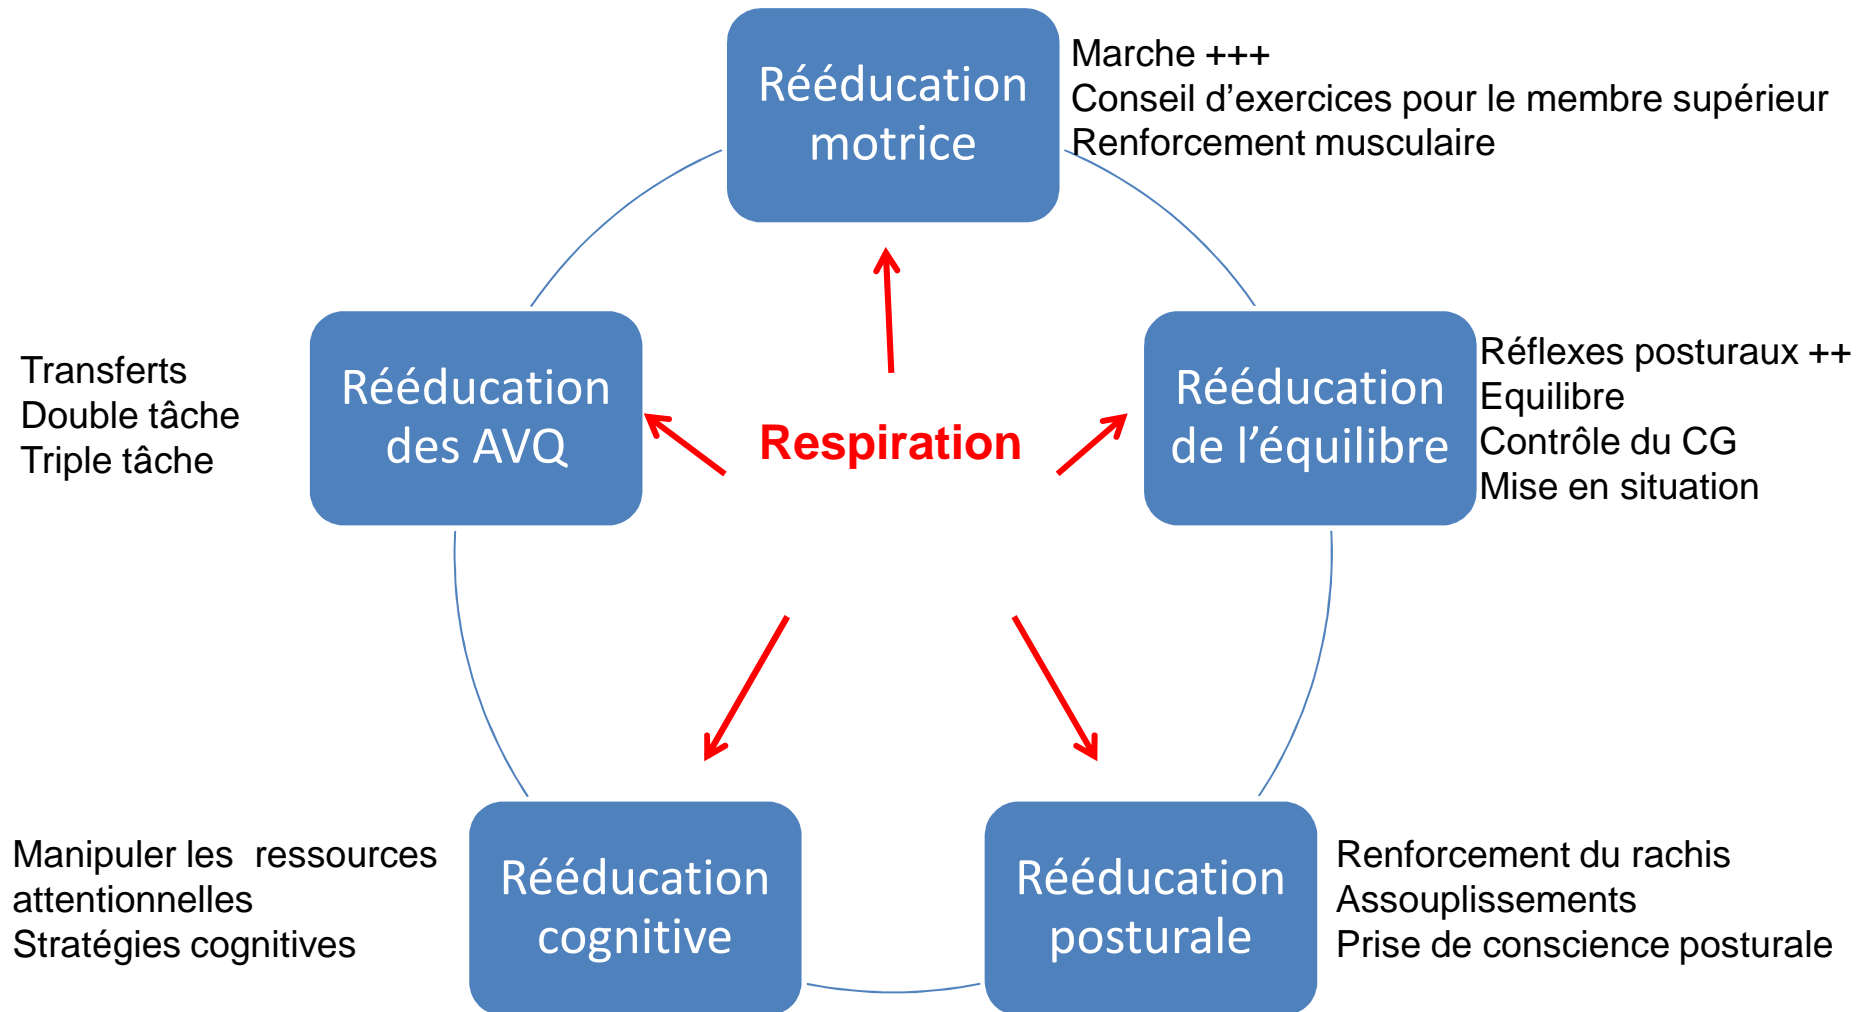 Rééducation
motrice
Marche +++
Conseil d’exercices pour le membre supérieur
Renforcement musculaire
Transferts
Double tâche
Triple tâche
Rééducation
des AVQ
Respiration
Rééducation
de l’équilibre
Réflexes posturaux ++
Equilibre
Contrôle du CG
Mise en situation
Manipuler les  ressources
attentionnelles
Stratégies cognitives
Rééducation
cognitive
Rééducation
posturale
Renforcement du rachis
Assouplissements
Prise de conscience posturale